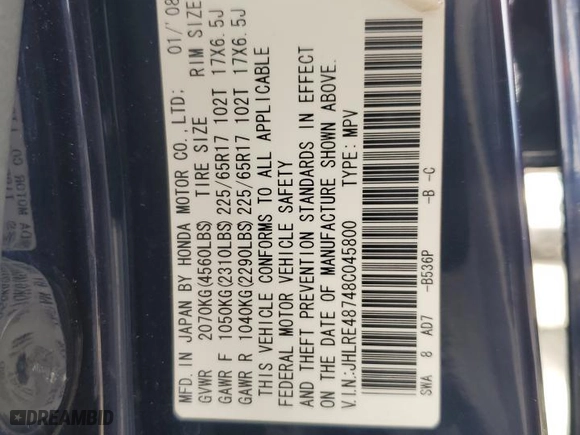 MFD. IN JAPAN BY HONDA MOTOR CO.,LTD; 01/'08
GVWR 2070KG(4560LBS) TIRE SIZE RIM SIZE
GAWR F 1050KG(2310LBS) 225/65R17 102T 17X6.5J
GAWR R 1040KG(2290LBS) 225/65R17 102T 17X6.5J
THIS VEHICLE CONFORMS TO ALL APPLICABLE
FEDERAL MOTOR VEHICLE SAFETY
AND THEFT PREVENTION STANDARDS IN EFFECT
ON THE DATE OF MANUFACTURE SHOWN ABOVE.
V.I.N.:JHLRE48748C045800 TYPE: MPV
SWA 8 AD7 -B536P -B -C
DREAMBID